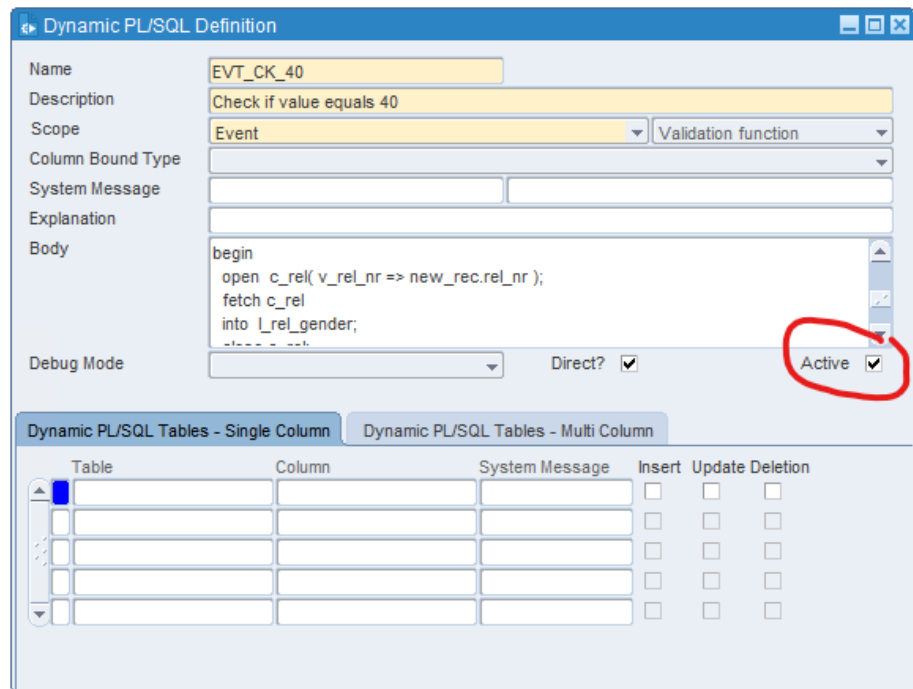 Dynamic PL/SQL Definition
Name EVT_CK_40
Description Check if value equals 40
Scope Event Validation function
Column Bound Type
System Message
Explanation
Body begin
open c_rel( v_rel_nr => new_rec.rel_nr );
fetch c_rel
into l_rel_gender;
Debug Mode Direct? Active
Dynamic PL/SQL Tables - Single Column Dynamic PL/SQL Tables - Multi Column
Table Column System Message Insert Update Deletion